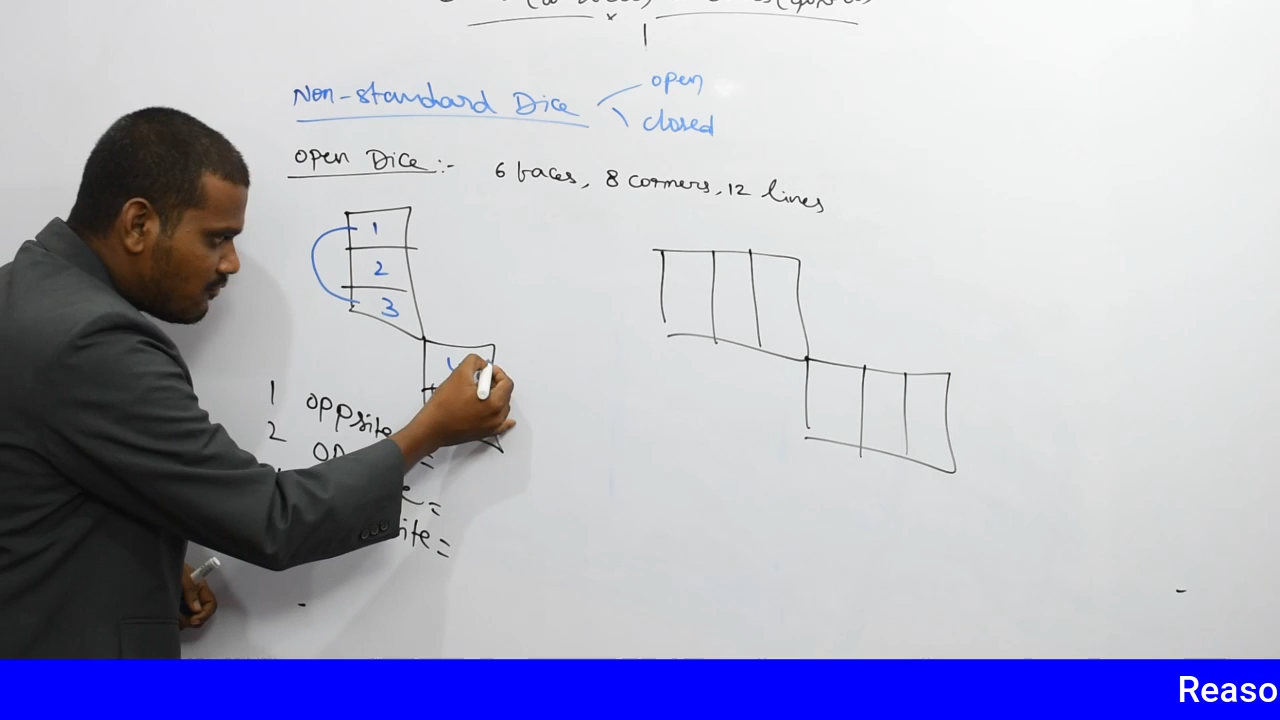 Non-standard Dice
open
closed
open Dice:- 6 faces, 8 corners, 12 lines
1
2
3
1 opposite
2
=
=
=
Reaso